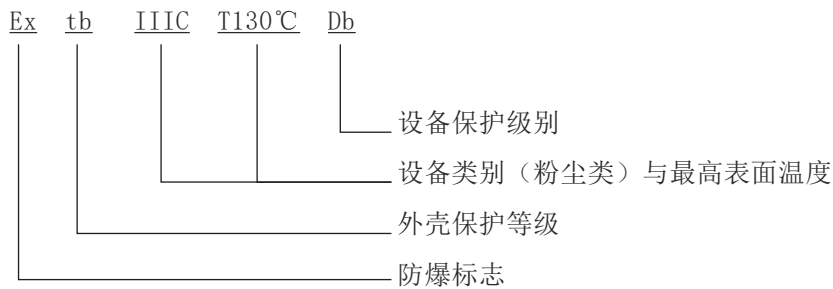 Ex tb IIIC T130℃ Db
设备保护级别
设备类别（粉尘类）与最高表面温度
外壳保护等级
防爆标志